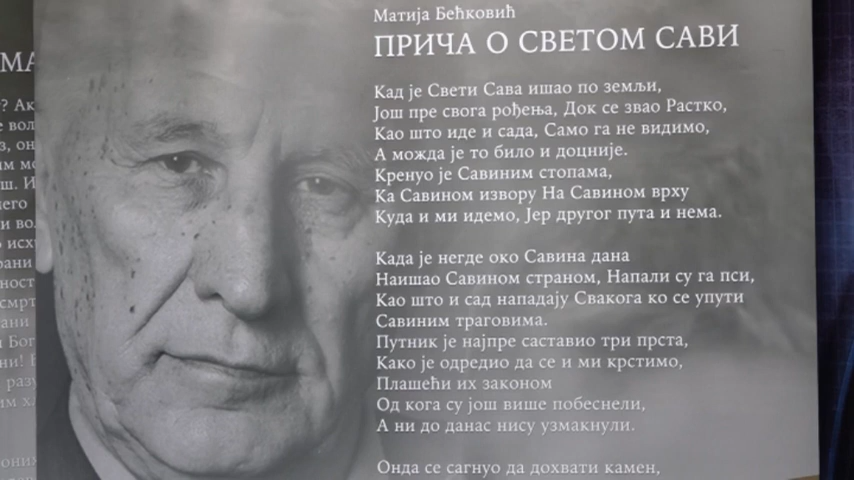 Матија Бећковић
ПРИЧА О СВЕТОМ САВИ
Кад је Свети Сава ишао по земљи,
Још пре свога рођења, Док се звао Растко,
Као што иде и сада, Само га не видимо,
А можда је то било и доцније.
Кренуо је Савиним стопама,
Ка Савином извору На Савином врху
Куда и ми идемо, Јер другог пута и нема.
Када је негде око Савина дана
Наишао Савином страном, Напали су га пси,
Као што и сад нападају Свакога ко се упути
Савиним траговима.
Путник је најпре саставио три прста,
Како је одредио да се и ми крстимо,
Плашећи их законом
Од кога су још више побеснели,
А ни до данас нису узмакнули.
Онда се сагнуо да дохвати камен,